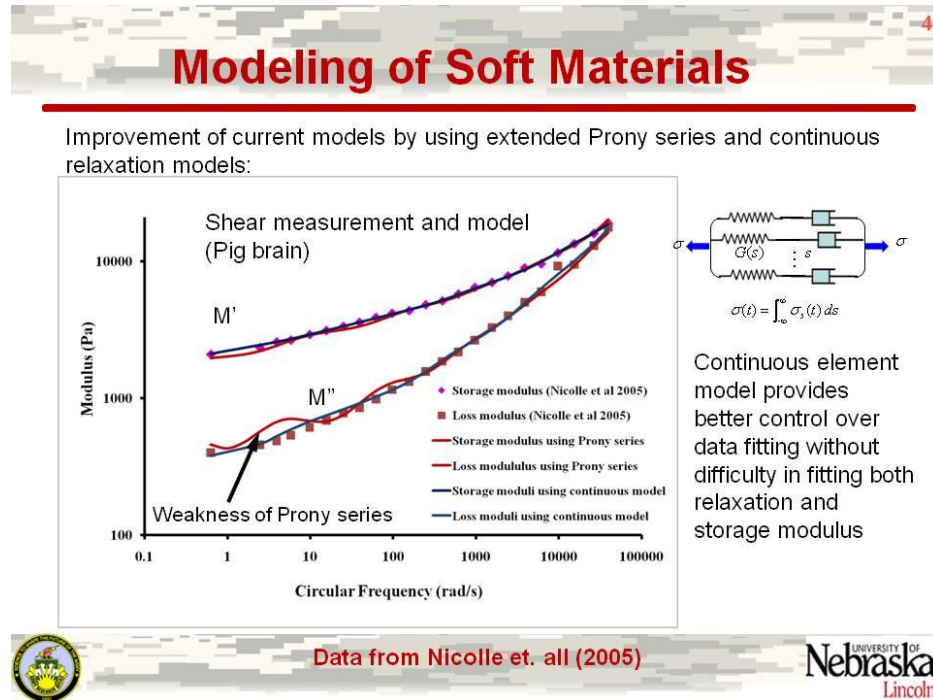 4
Modeling of Soft Materials
Improvement of current models by using extended Prony series and continuous
relaxation models:
Shear measurement and model
(Pig brain)
M'
M"
Weakness of Prony series
Modulus (Pa)
10000
1000
100
0.1 1 10 100 1000 10000 100000
Circular Frequency (rad/s)
Storage modulus (Nicolle et al 2005)
Loss modulus (Nicolle et al 2005)
Storage modulus using Prony series
Loss modululus using Prony series
Storage moduli using continuous model
Loss moduli using continuous model
σ G(s) ⋮ s σ
σ(t) = ∫_{-∞}^{∞} σ_s(t) ds
Continuous element
model provides
better control over
data fitting without
difficulty in fitting both
relaxation and
storage modulus
Data from Nicolle et. all (2005)
UNIVERSITY OF
Nebraska
Lincoln